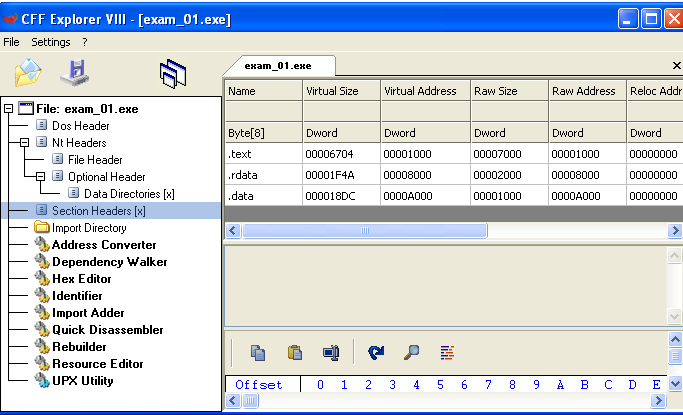 CFF Explorer VIII - [exam_01.exe]
File Settings ?
exam_01.exe
File: exam_01.exe
Dos Header
Nt Headers
File Header
Optional Header
Data Directories [x]
Section Headers [x]
Import Directory
Address Converter
Dependency Walker
Hex Editor
Identifier
Import Adder
Quick Disassembler
Rebuilder
Resource Editor
UPX Utility
Name Virtual Size Virtual Address Raw Size Raw Address Reloc Addr
Byte[8] Dword Dword Dword Dword Dword
.text 00006704 00001000 00007000 00001000 00000000
.rdata 00001F4A 00008000 00002000 00008000 00000000
.data 000018DC 0000A000 00001000 0000A000 00000000
Offset 0 1 2 3 4 5 6 7 8 9 A B C D E